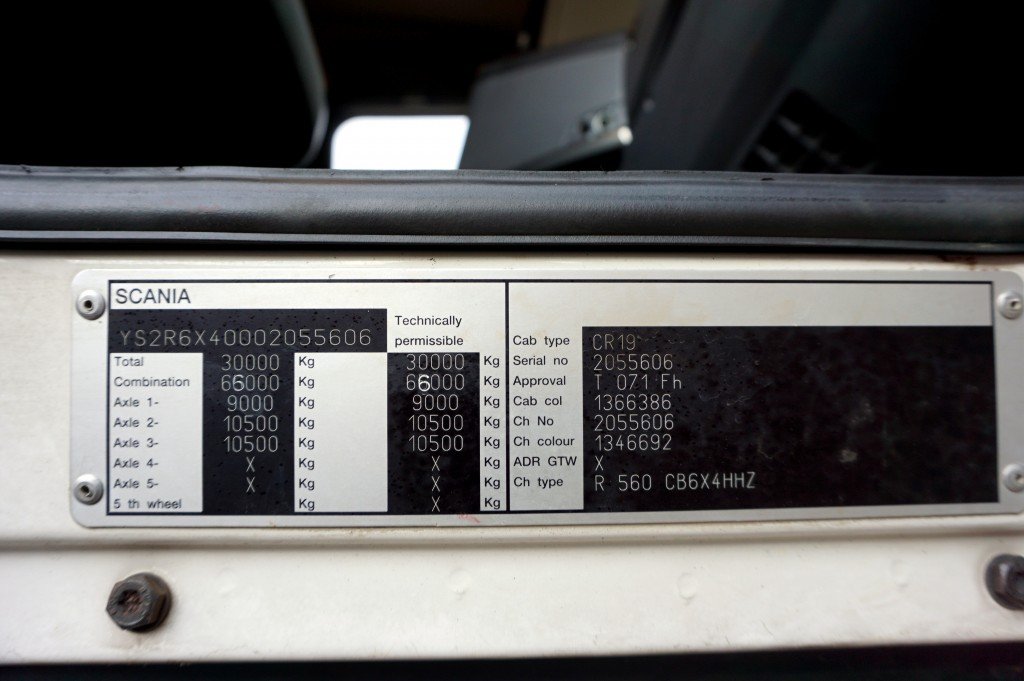 SCANIA
YS2R6X40002055606
Technically
permissible
Total 30000 Kg 30000 Kg
Combination 66000 Kg 66000 Kg
Axle 1- 9000 Kg 9000 Kg
Axle 2- 10500 Kg 10500 Kg
Axle 3- 10500 Kg 10500 Kg
Axle 4- X Kg X Kg
Axle 5- X Kg X Kg
5 th wheel Kg X Kg
Cab type CR19
Serial no 2055606
Approval T 071 Fh
Cab col 1366386
Ch No 2055606
Ch colour 1346692
ADR GTW X
Ch type R 560 CB6X4HHZ